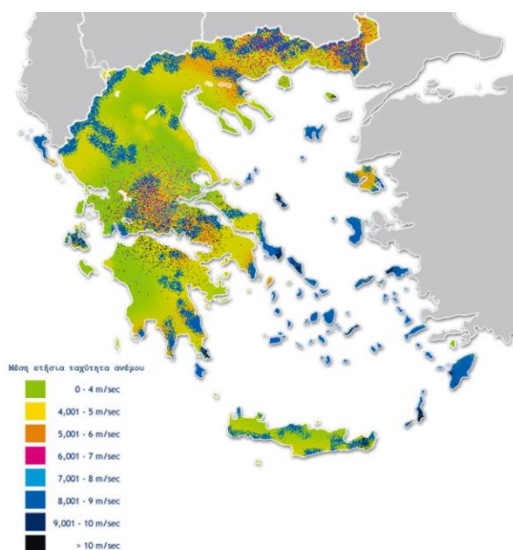 Μέση ετήσια ταχύτητα ανέμου
0 - 4 m/sec
4,001 - 5 m/sec
5,001 - 6 m/sec
6,001 - 7 m/sec
7,001 - 8 m/sec
8,001 - 9 m/sec
9,001 - 10 m/sec
> 10 m/sec